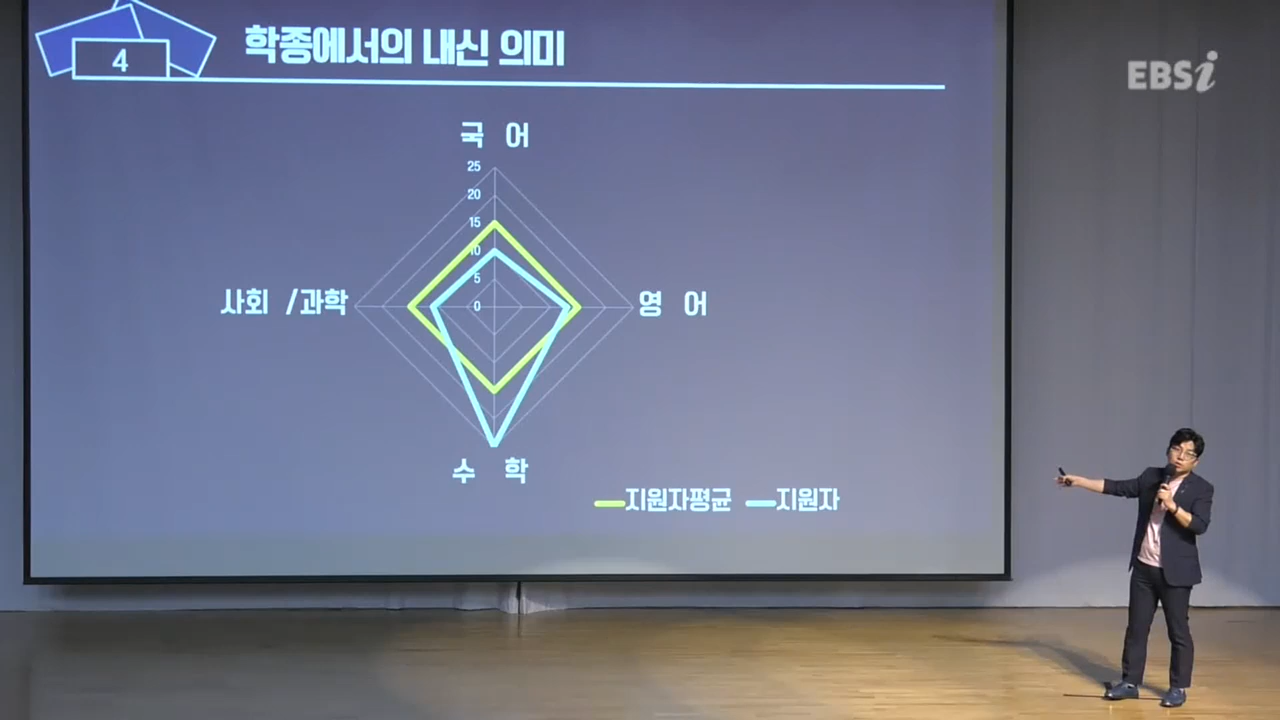 4
학종에서의 내신 의미
EBSi
국 어
25
20
15
10
5
0
사회 /과학
영 어
수 학
지원자평균 지원자